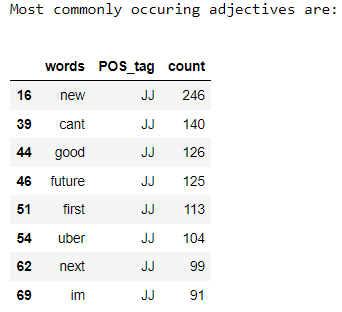 Most commonly occuring adjectives are:
words POS_tag count
16 new JJ 246
39 cant JJ 140
44 good JJ 126
46 future JJ 125
51 first JJ 113
54 uber JJ 104
62 next JJ 99
69 im JJ 91